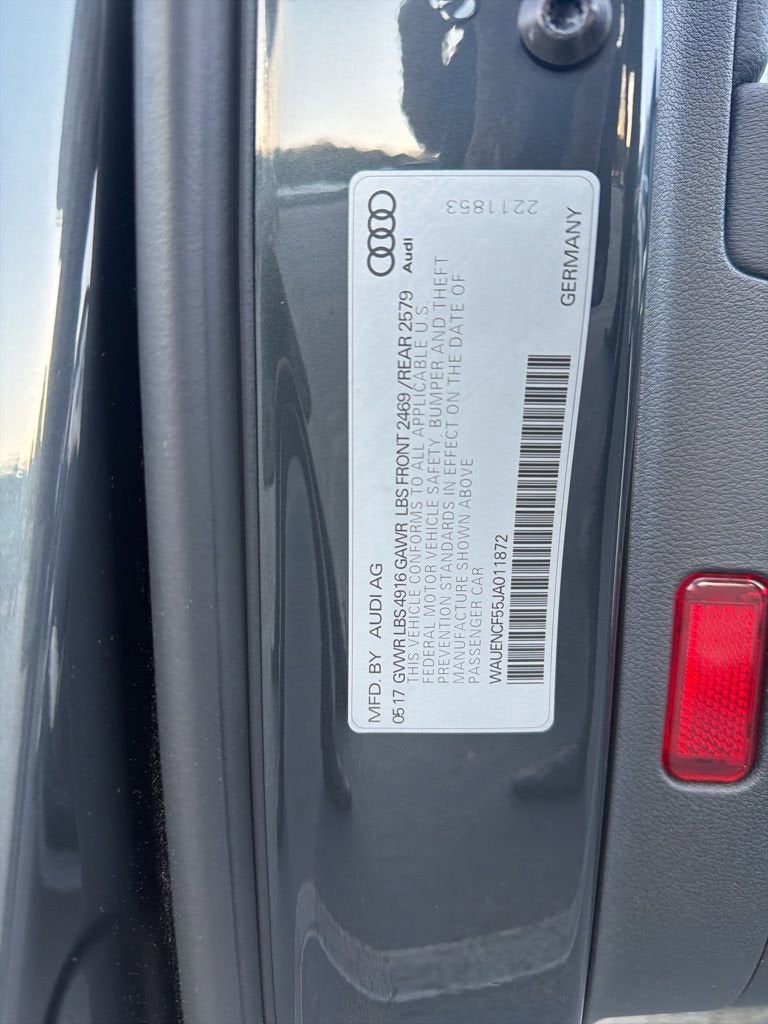 MFD. BY AUDI AG
Audi
0517 GVWR LBS 4916 GAWR LBS FRONT 2469 /REAR 2579
THIS VEHICLE CONFORMS TO ALL APPLICABLE U.S.
FEDERAL MOTOR VEHICLE SAFETY, BUMPER AND THEFT
PREVENTION STANDARDS IN EFFECT ON THE DATE OF
MANUFACTURE SHOWN ABOVE
PASSENGER CAR
2211853
WAUENCF55JA011872
GERMANY